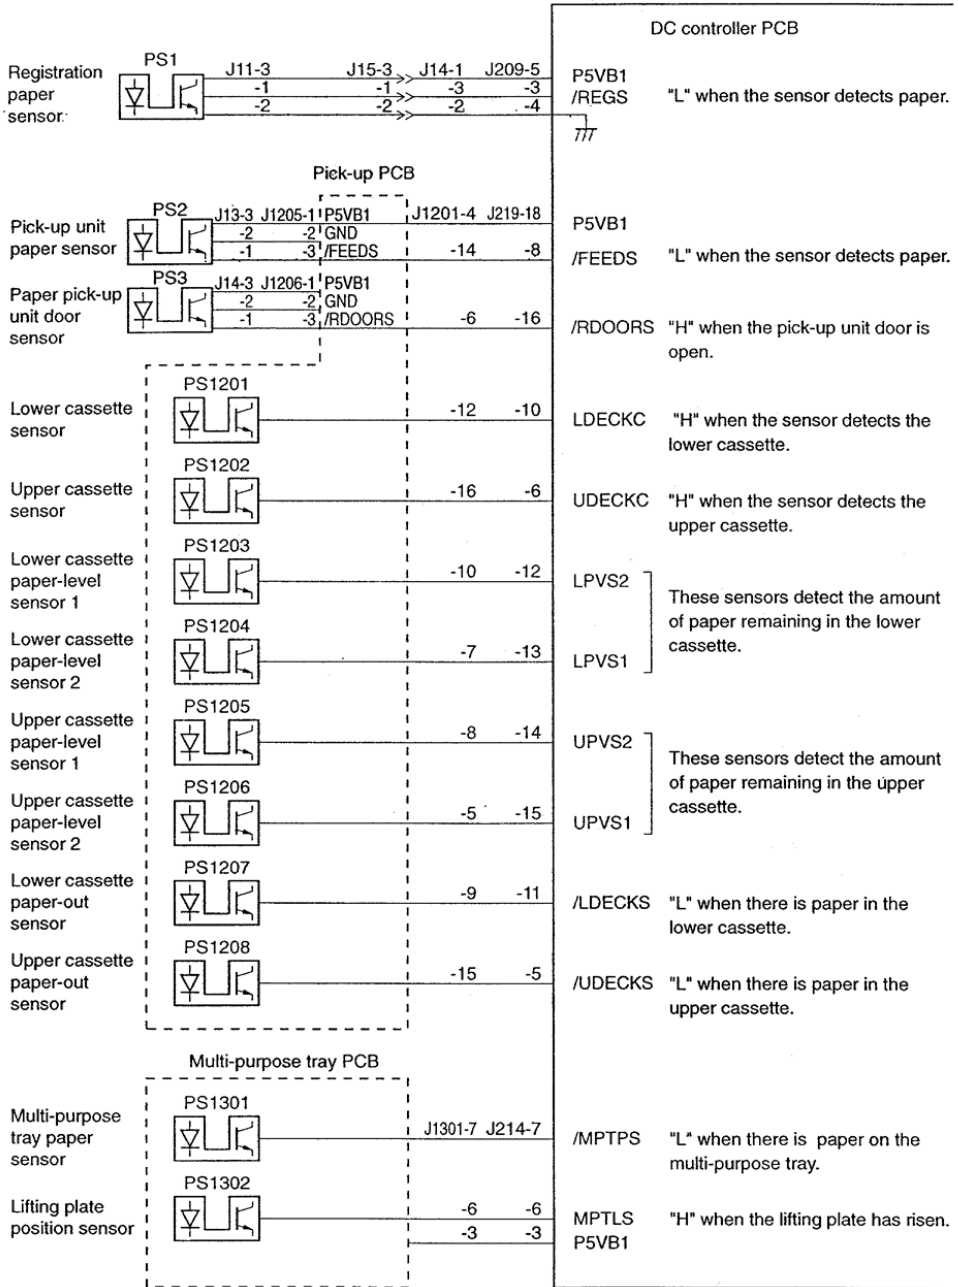 DC controller PCB
Registration
paper
sensor
PS1
J11-3 J15-3 J14-1 J209-5
-1 -1 -3 -3
-2 -2 -2 -4
P5VB1
/REGS "L" when the sensor detects paper.
Pick-up PCB
Pick-up unit
paper sensor
PS2
J13-3 J1205-1 P5VB1 J1201-4 J219-18
-2 -2 GND
-1 -3 /FEEDS -14 -8
P5VB1
/FEEDS "L" when the sensor detects paper.
Paper pick-up
unit door
sensor
PS3
J14-3 J1206-1 P5VB1
-2 -2 GND
-1 -3 /RDOORS -6 -16
/RDOORS "H" when the pick-up unit door is
open.
Lower cassette
sensor
PS1201
-12 -10
LDECKC "H" when the sensor detects the
lower cassette.
Upper cassette
sensor
PS1202
-16 -6
UDECKC "H" when the sensor detects the
upper cassette.
Lower cassette
paper-level
sensor 1
PS1203
-10 -12
LPVS2
Lower cassette
paper-level
sensor 2
PS1204
-7 -13
LPVS1
These sensors detect the amount
of paper remaining in the lower
cassette.
Upper cassette
paper-level
sensor 1
PS1205
-8 -14
UPVS2
Upper cassette
paper-level
sensor 2
PS1206
-5 -15
UPVS1
These sensors detect the amount
of paper remaining in the upper
cassette.
Lower cassette
paper-out
sensor
PS1207
-9 -11
/LDECKS "L" when there is paper in the
lower cassette.
Upper cassette
paper-out
sensor
PS1208
-15 -5
/UDECKS "L" when there is paper in the
upper cassette.
Multi-purpose tray PCB
Multi-purpose
tray paper
sensor
PS1301
J1301-7 J214-7
/MPTPS "L" when there is paper on the
multi-purpose tray.
Lifting plate
position sensor
PS1302
-6 -6
-3 -3
MPTLS "H" when the lifting plate has risen.
P5VB1